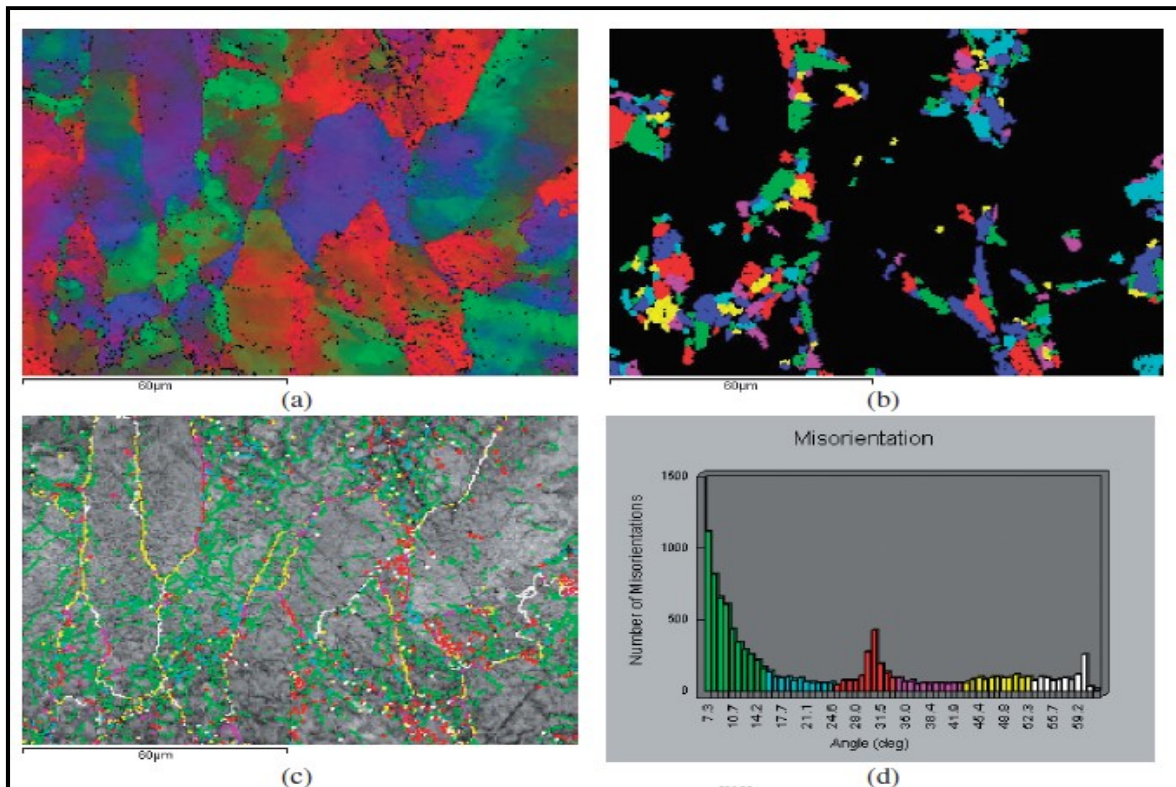 60µm
(a)
60µm
(b)
60µm
(c)
Misorientation
Number of Misorientations
1500
1000
500
0
7.3 10.7 14.2 17.7 21.1 24.6 28.0 31.5 35.0 38.4 41.9 45.4 48.8 52.3 55.7 59.2
Angle (deg)
(d)